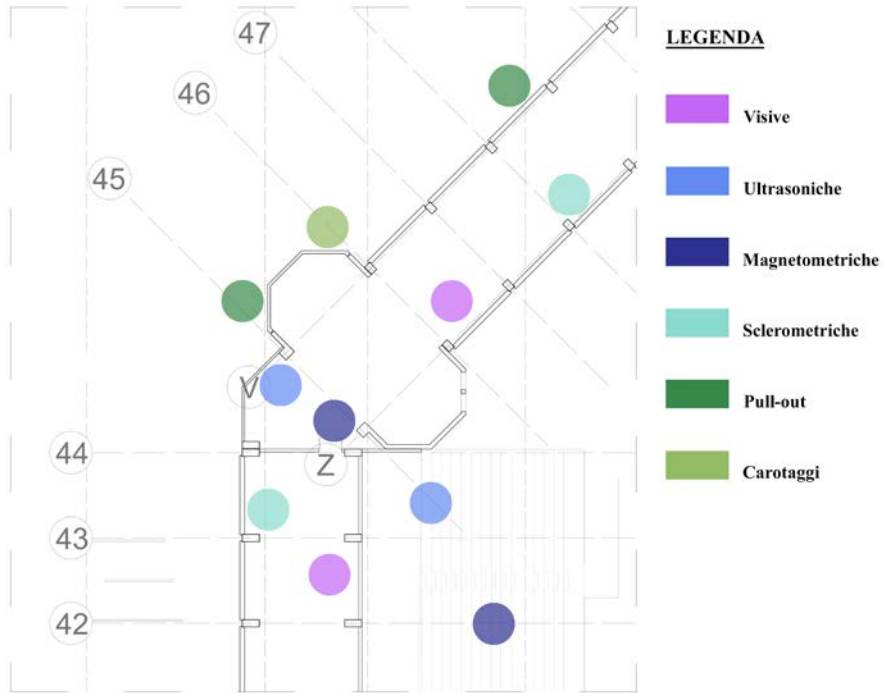 47
46
45
V
Z
44
43
42
LEGENDA
Visive
Ultrasoniche
Magnetometriche
Sclerometriche
Pull-out
Carotaggi